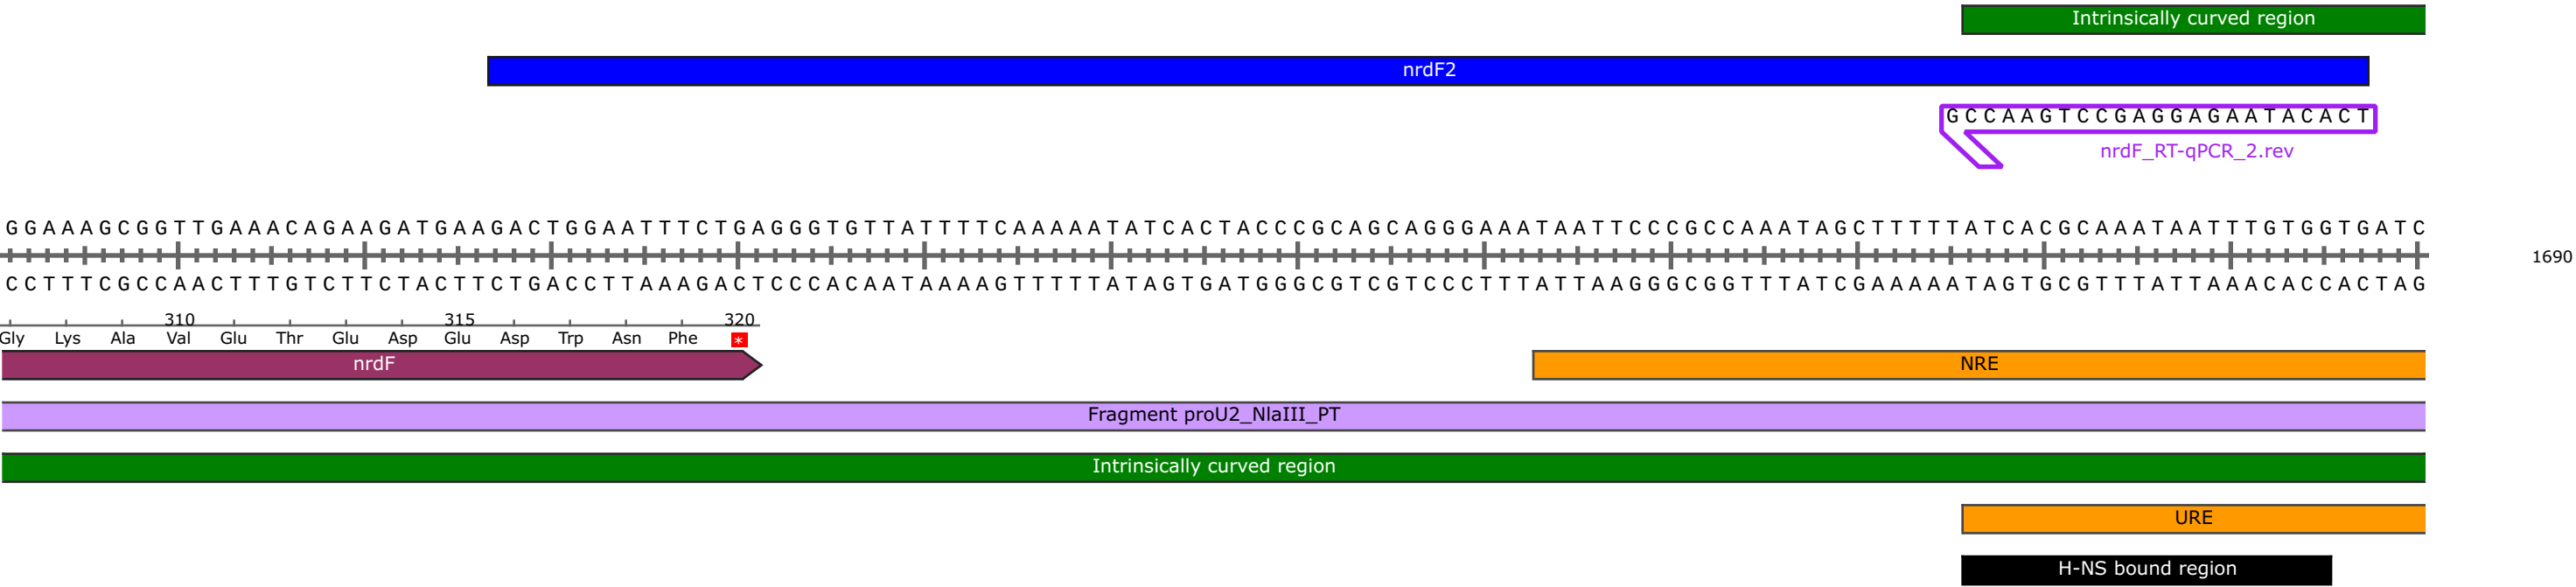 Intrinsically curved region
nrdF2
GCCAAGTCCGAGGAGAATACACT
nrdF_RT-qPCR_2.rev
GGAAAGCGGTTGAAACAGAAGATGAAGACTGGAATTTCTGAGGGTGTTATTTTCAAAAATATCACTACCCGCAGCAGGGAAATAATTCCCGCCAAATAGCTTTTTATCACGCAAATAATTTGTGGTGATC
1690
CCTTTCGCCAACTTTGTCTTCTACTTCTGACCTTAAAGACTCCCACAATAAAAGTTTTTATAGTGATGGGCGTCGTCCCTTTATTAAGGGCGGTTTATCGAAAAATAGTGCGTTTATTAAACACCACTAG
310 315 320
Gly Lys Ala Val Glu Thr Glu Asp Glu Asp Trp Asn Phe *
nrdF NRE
Fragment proU2_NlaIII_PT
Intrinsically curved region
URE
H-NS bound region